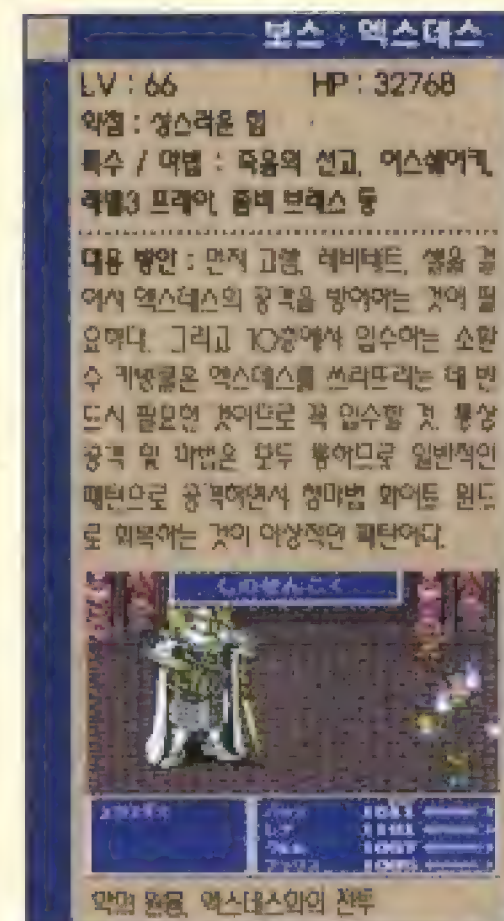 보스 : 엑스데스
LV : 66 HP : 32768
약점 : 성스러운 힘
특수 / 마법 : 죽음의 선고, 어스쉐이커,
레벨3 프레어, 좀비 브레스 등
대응 방안 : 먼저 고렘, 레비테트, 쉘을 걸
어서 엑스데스의 공격을 방어하는 것이 필
요하다. 그리고 10층에서 입수하는 소환
수 카벙클은 엑스데스를 쓰러뜨리는 데 반
드시 필요한 것이므로 꼭 입수할 것. 통상
공격 및 마법은 모두 통하므로 일반적인
패턴으로 공격하면서 청마법 화이트 윈드
로 회복하는 것이 이상적인 패턴이다.
しのせんこく
엑스데스와의 전투